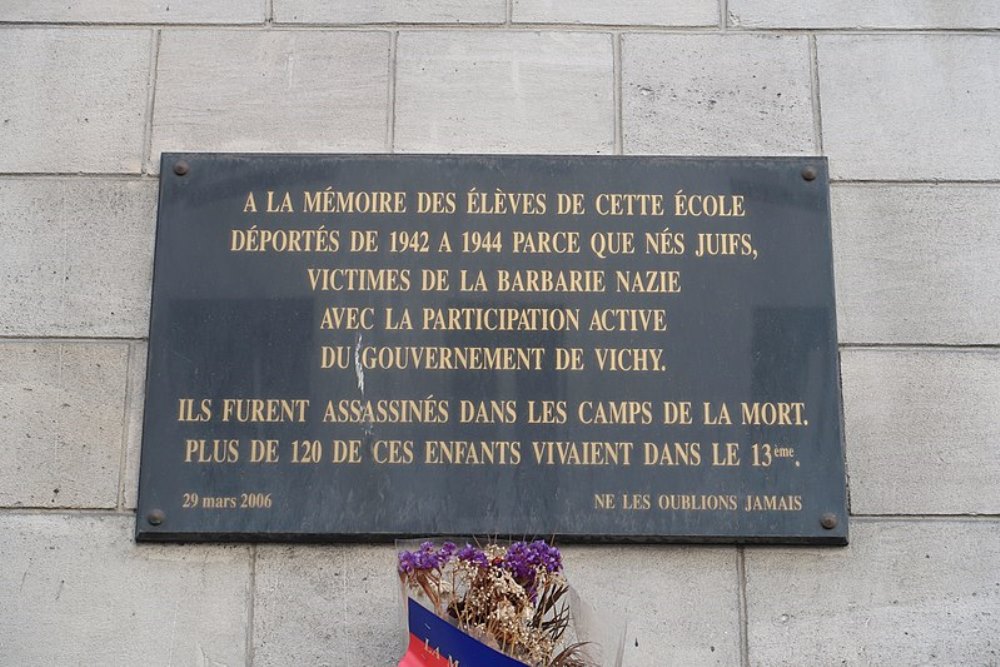 A LA MÉMOIRE DES ÉLÈVES DE CETTE ÉCOLE
DÉPORTÉS DE 1942 A 1944 PARCE QUE NÉS JUIFS,
VICTIMES DE LA BARBARIE NAZIE
AVEC LA PARTICIPATION ACTIVE
DU GOUVERNEMENT DE VICHY.
ILS FURENT ASSASSINÉS DANS LES CAMPS DE LA MORT.
PLUS DE 120 DE CES ENFANTS VIVAIENT DANS LE 13ème.
29 mars 2006 NE LES OUBLIONS JAMAIS
LA M